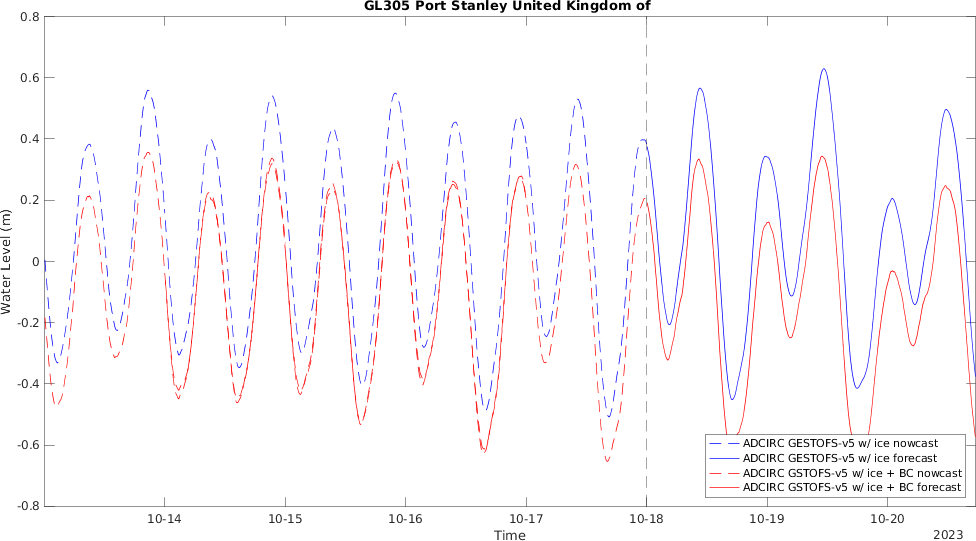 GL305 Port Stanley United Kingdom of
0.8
0.6
0.4
0.2
0
-0.2
-0.4
-0.6
-0.8
Water Level (m)
10-14 10-15 10-16 10-17 10-18 10-19 10-20
Time
2023
ADCIRC GESTOFS-v5 w/ ice nowcast
ADCIRC GESTOFS-v5 w/ ice forecast
ADCIRC GSTOFS-v5 w/ ice + BC nowcast
ADCIRC GSTOFS-v5 w/ ice + BC forecast